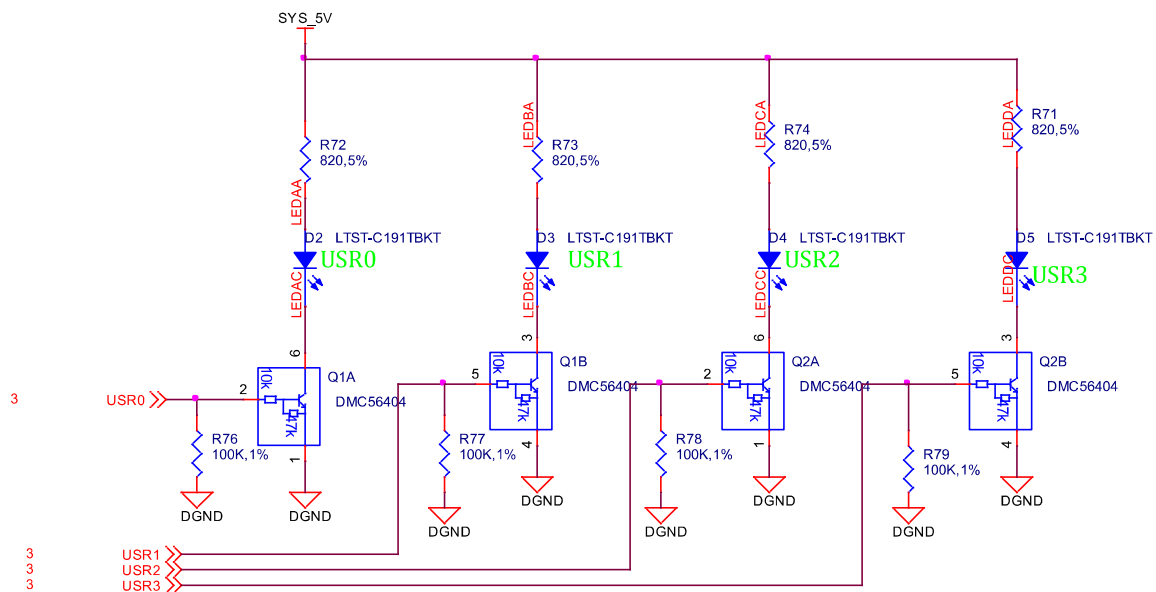 SYS_5V
R72
820,5%
LEDAA
D2 LTST-C191TBKT
USR0
LEDAC
6
10k
47k
Q1A
DMC56404
2
1
3
USR0
R76
100K,1%
DGND
DGND
LEDBA
R73
820,5%
D3 LTST-C191TBKT
USR1
LEDBC
3
10k
47k
Q1B
DMC56404
5
4
R77
100K,1%
DGND
DGND
LEDCA
R74
820,5%
D4 LTST-C191TBKT
USR2
LEDCC
6
10k
47k
Q2A
DMC56404
2
1
R78
100K,1%
DGND
DGND
LEDDA
R71
820,5%
D5 LTST-C191TBKT
USR3
LEDDC
3
10k
47k
Q2B
DMC56404
5
4
R79
100K,1%
DGND
DGND
3 USR1
3 USR2
3 USR3